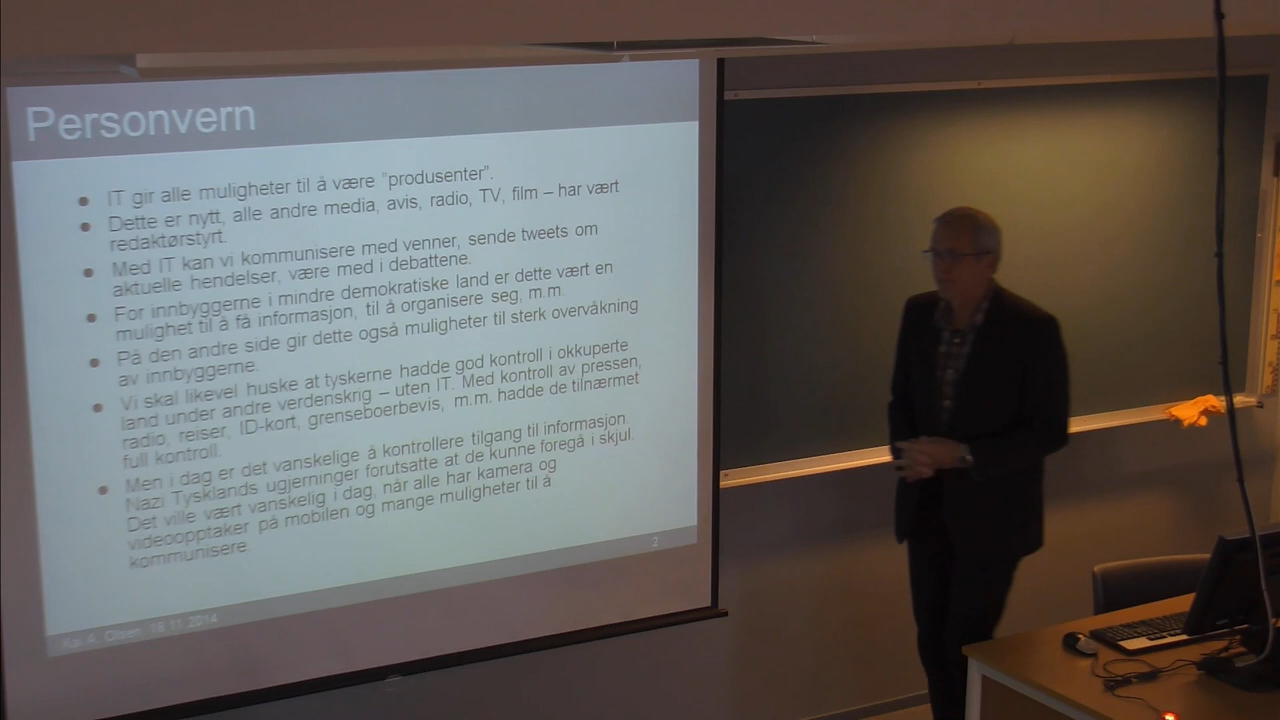 Personvern
IT gir alle muligheter til å være "produsenter".
Dette er nytt, alle andre media, avis, radio, TV, film – har vært
redaktørstyrt.
Med IT kan vi kommunisere med venner, sende tweets om
aktuelle hendelser, være med i debattene.
For innbyggerne i mindre demokratiske land er dette vært en
mulighet til å få informasjon, til å organisere seg, m.m.
På den andre side gir dette også muligheter til sterk overvåkning
av innbyggerne.
Vi skal likevel huske at tyskerne hadde god kontroll i okkuperte
land under andre verdenskrig – uten IT. Med kontroll av pressen,
radio, reiser, ID-kort, grenseboerbevis, m.m. hadde de tilnærmet
full kontroll.
Men i dag er det vanskelige å kontrollere tilgang til informasjon.
Nazi Tysklands ugjerninger forutsatte at de kunne foregå i skjul.
Det ville vært vanskelig i dag, når alle har kamera og
videoopptaker på mobilen og mange muligheter til å
kommunisere.
2
Kai A. Olsen, 18.11.2014